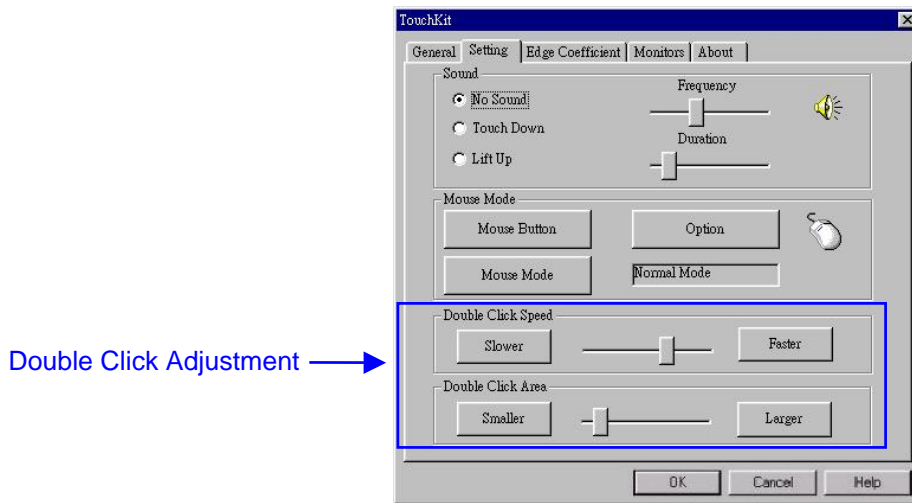 TouchKit
General Setting Edge Coefficient Monitors About
Sound
No Sound
Touch Down
Lift Up
Frequency
Duration
Mouse Mode
Mouse Button
Option
Mouse Mode
Normal Mode
Double Click Adjustment
Double Click Speed
Slower
Faster
Double Click Area
Smaller
Larger
OK
Cancel
Help